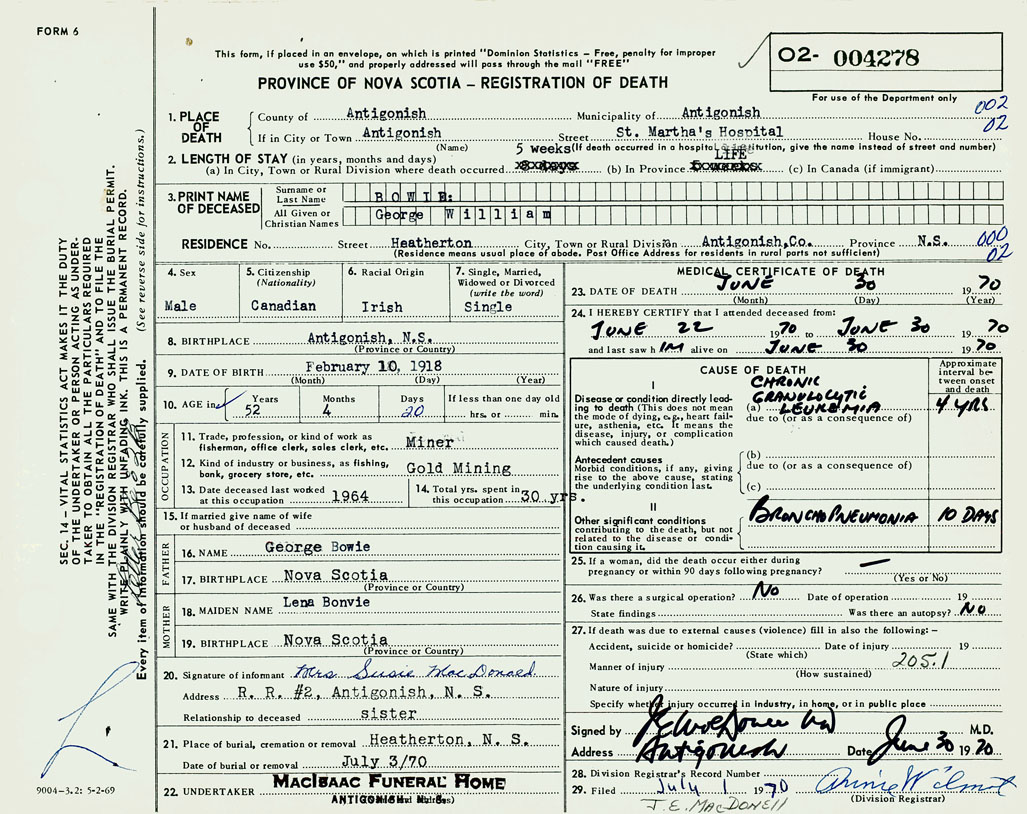 FORM 6
This form, if placed in an envelope, on which is printed "Dominion Statistics – Free, penalty for improper
use $50," and properly addressed will pass through the mail "FREE"
PROVINCE OF NOVA SCOTIA – REGISTRATION OF DEATH
02- 004278
For use of the Department only
002
02
1. PLACE OF DEATH
County of Antigonish Municipality of Antigonish
If in City or Town Antigonish Street St. Martha's Hospital House No.
(Name) 5 weeks (If death occurred in a hospital institution, give the name instead of street and number)
2. LENGTH OF STAY (in years, months and days) LIFE
(a) In City, Town or Rural Division where death occurred (b) In Province (c) In Canada (if immigrant)
3. PRINT NAME OF DECEASED
Surname or Last Name BOWIE:
All Given or Christian Names George William
RESIDENCE No. Street Heatherton City, Town or Rural Division Antigonish,Co. Province N.S.
(Residence means usual place of abode. Post Office Address for residents in rural parts not sufficient)
000
02
4. Sex
Male
5. Citizenship
(Nationality)
Canadian
6. Racial Origin
Irish
7. Single, Married,
Widowed or Divorced
(write the word)
Single
8. BIRTHPLACE Antigonish, N.S.
(Province or Country)
9. DATE OF BIRTH February 10, 1918
(Month) (Day) (Year)
10. AGE in Years Months Days If less than one day old
52 4 20 hrs. or min.
OCCUPATION
11. Trade, profession, or kind of work as
fisherman, office clerk, sales clerk, etc. Miner
12. Kind of industry or business, as fishing,
bank, grocery store, etc. Gold Mining
13. Date deceased last worked
at this occupation 1964
14. Total yrs. spent in
this occupation 30 yrs.
15. If married give name of wife
or husband of deceased
FATHER
16. NAME George Bowie
17. BIRTHPLACE Nova Scotia
(Province or Country)
MOTHER
18. MAIDEN NAME Lena Bonvie
19. BIRTHPLACE Nova Scotia
(Province or Country)
20. Signature of informant Mrs Susie MacDonald
Address R. R. #2, Antigonish, N. S.
Relationship to deceased sister
21. Place of burial, cremation or removal Heatherton, N. S.
Date of burial or removal July 3/70
22. UNDERTAKER MACISAAC FUNERAL HOME
ANTIGONISH N. S.
MEDICAL CERTIFICATE OF DEATH
23. DATE OF DEATH JUNE 30 1970
(Month) (Day) (Year)
24. I HEREBY CERTIFY that I attended deceased from:
JUNE 22 1970 to JUNE 30 1970
and last saw h IM alive on JUNE 30 1970
CAUSE OF DEATH
Approximate interval between onset and death
I
Disease or condition directly leading to death (This does not mean the mode of dying, e.g., heart failure, asthenia, etc. It means the disease, injury, or complication which caused death.)
CHRONIC
GRANULOCYTIC
(a) LEUKEMIA 4 YRS
due to (or as a consequence of)
Antecedent causes
Morbid conditions, if any, giving rise to the above cause, stating the underlying condition last.
(b)
due to (or as a consequence of)
(c)
II
Other significant conditions contributing to the death, but not related to the disease or condition causing it.
BRONCHOPNEUMONIA 10 DAYS
25. If a woman, did the death occur either during
pregnancy or within 90 days following pregnancy? —
(Yes or No)
26. Was there a surgical operation? No Date of operation 19
State findings Was there an autopsy? No
27. If death was due to external causes (violence) fill in also the following: –
Accident, suicide or homicide? Date of injury 19
(State which) 205.1
Manner of injury
(How sustained)
Nature of injury
Specify whether injury occurred in industry, in home, or in public place
Signed by M.D.
Address Antigonish Date June 30 1970
28. Division Registrar's Record Number
29. Filed July 1 1970 Annie Wilmot
(Division Registrar)
J.E. MACDONELL
SEC. 14 – VITAL STATISTICS ACT MAKES IT THE DUTY
OF THE UNDERTAKER OR PERSON ACTING AS UNDER-
TAKER TO OBTAIN ALL THE PARTICULARS REQUIRED
IN THE "REGISTRATION OF DEATH" AND TO FILE THE
SAME WITH THE DIVISION REGISTRAR WHO SHALL ISSUE THE BURIAL PERMIT.
WRITE PLAINLY WITH UNFADING INK. THIS IS A PERMANENT RECORD.
Every item of information should be carefully supplied. (See reverse side for instructions.)
9004-3.2: 5-2-69